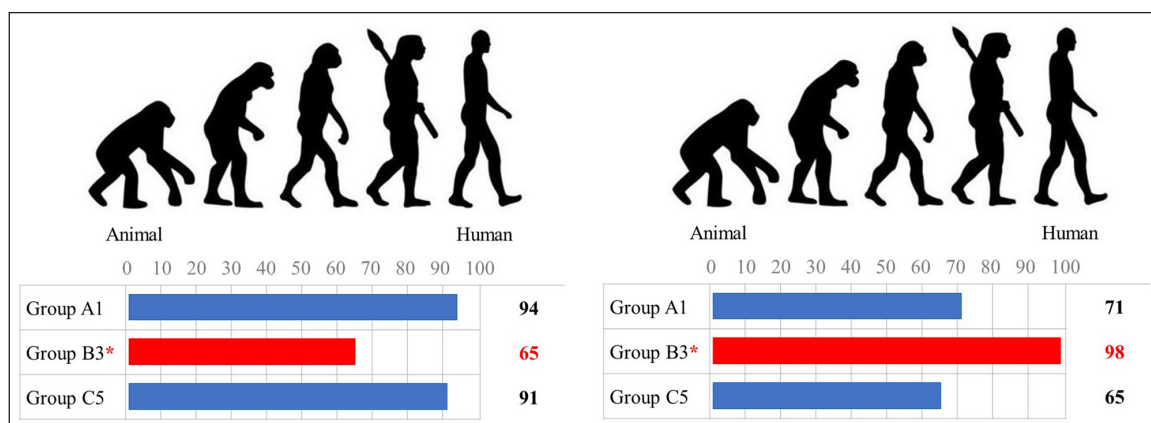 Animal Human
0 10 20 30 40 50 60 70 80 90 100
Group A1 94
Group B3* 65
Group C5 91
Animal Human
0 10 20 30 40 50 60 70 80 90 100
Group A1 71
Group B3* 98
Group C5 65